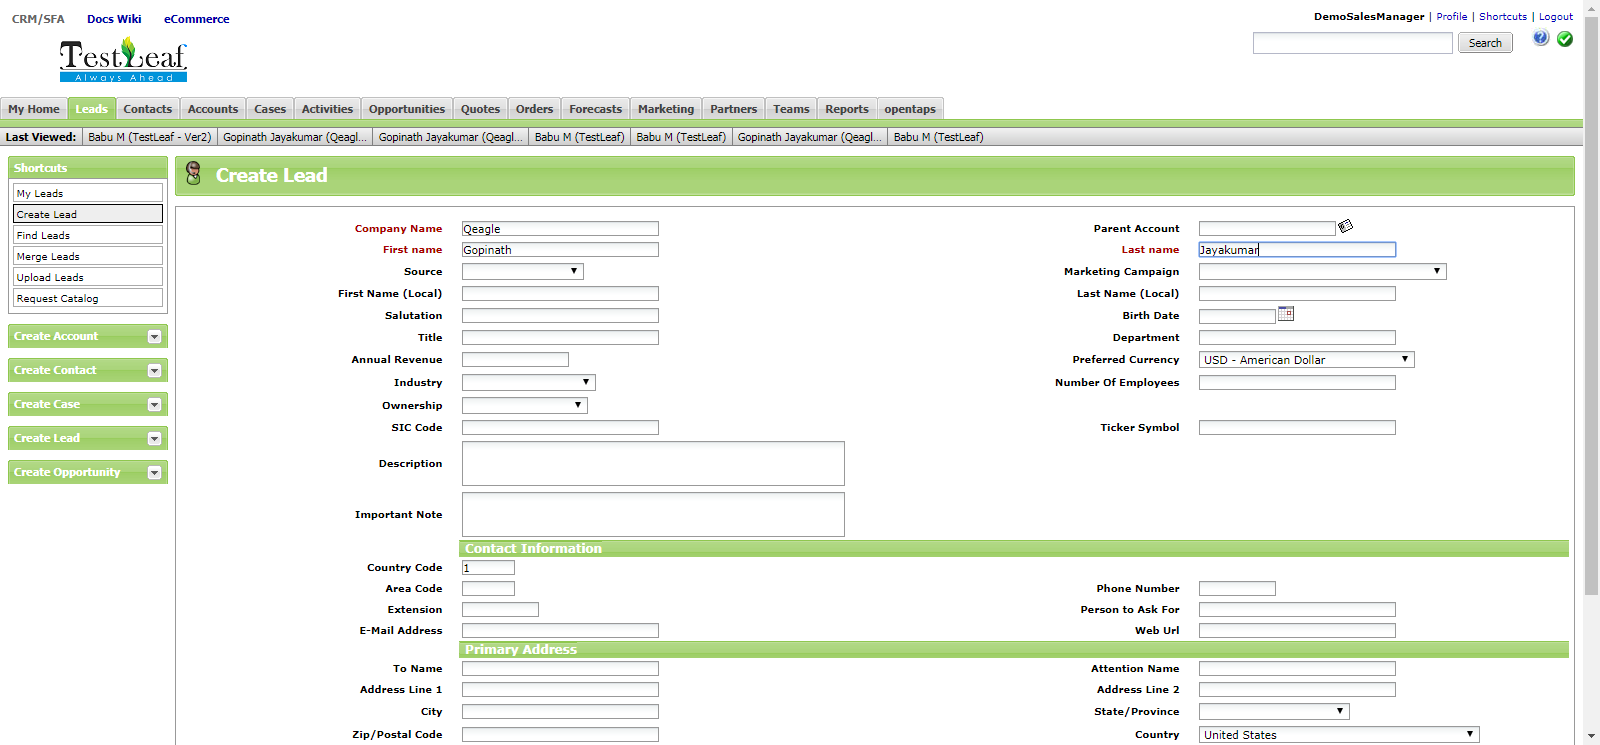 CRM/SFA Docs Wiki eCommerce
DemoSalesManager | Profile | Shortcuts | Logout
TestLeaf
Always Ahead
Search
My Home Leads Contacts Accounts Cases Activities Opportunities Quotes Orders Forecasts Marketing Partners Teams Reports opentaps
Last Viewed: Babu M (TestLeaf - Ver2) Gopinath Jayakumar (Qeagl... Gopinath Jayakumar (Qeagl... Babu M (TestLeaf) Babu M (TestLeaf) Gopinath Jayakumar (Qeagl... Babu M (TestLeaf)
Shortcuts
My Leads
Create Lead
Find Leads
Merge Leads
Upload Leads
Request Catalog
Create Account
Create Contact
Create Case
Create Lead
Create Opportunity
Create Lead
Company Name Qeagle Parent Account
First name Gopinath Last name Jayakumar
Source Marketing Campaign
First Name (Local) Last Name (Local)
Salutation Birth Date
Title Department
Annual Revenue Preferred Currency USD - American Dollar
Industry Number Of Employees
Ownership
SIC Code Ticker Symbol
Description
Important Note
Contact Information
Country Code 1
Area Code Phone Number
Extension Person to Ask For
E-Mail Address Web Url
Primary Address
To Name Attention Name
Address Line 1 Address Line 2
City State/Province
Zip/Postal Code Country United States